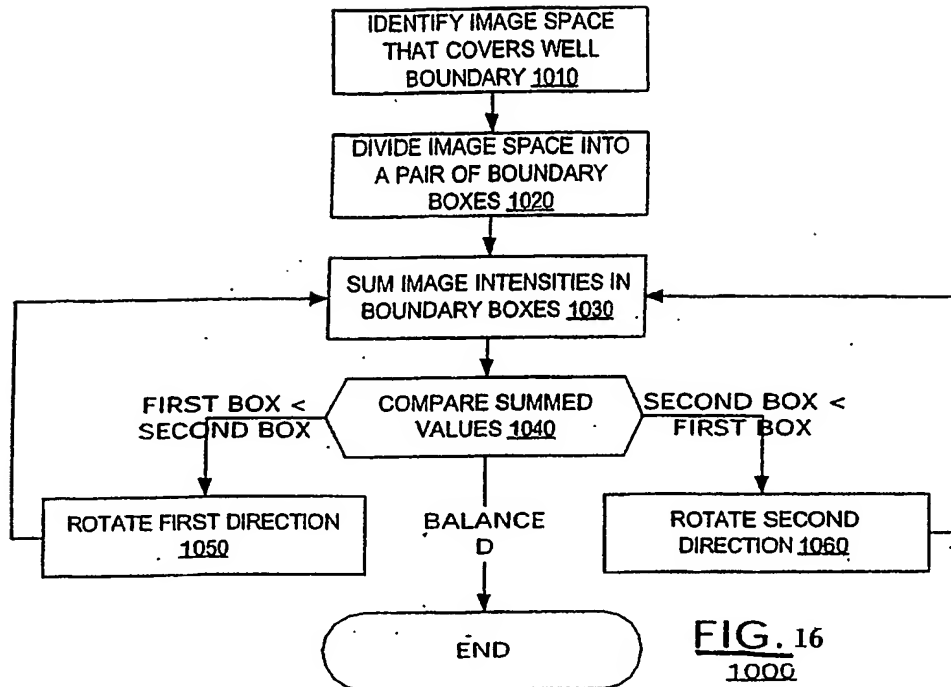 IDENTIFY IMAGE SPACE
THAT COVERS WELL
BOUNDARY 1010
DIVIDE IMAGE SPACE INTO
A PAIR OF BOUNDARY
BOXES 1020
SUM IMAGE INTENSITIES IN
BOUNDARY BOXES 1030
FIRST BOX <
SECOND BOX
COMPARE SUMMED
VALUES 1040
SECOND BOX <
FIRST BOX
ROTATE FIRST DIRECTION
1050
BALANCE
D
ROTATE SECOND
DIRECTION 1060
END
FIG. 16
1000